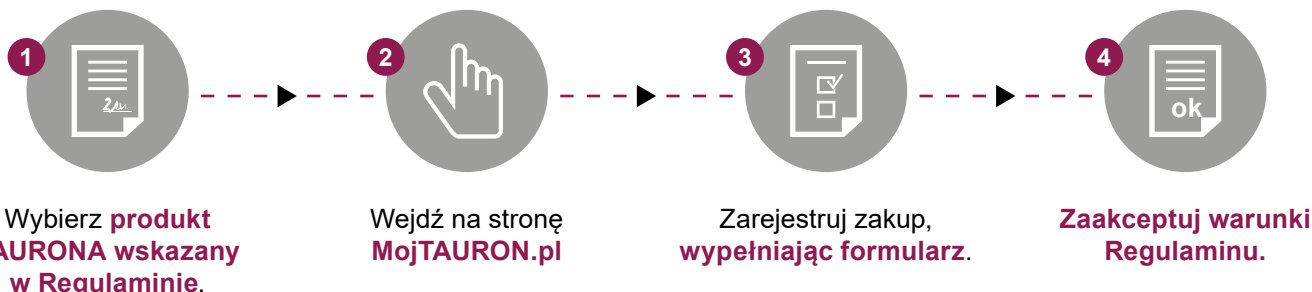 1
2
3
4
ok
Wybierz produkt
AURONA wskazany
w Regulaminie.
Wejdź na stronę
MojTAURON.pl
Zarejestruj zakup,
wypełniając formularz.
Zaakceptuj warunki
Regulaminu.